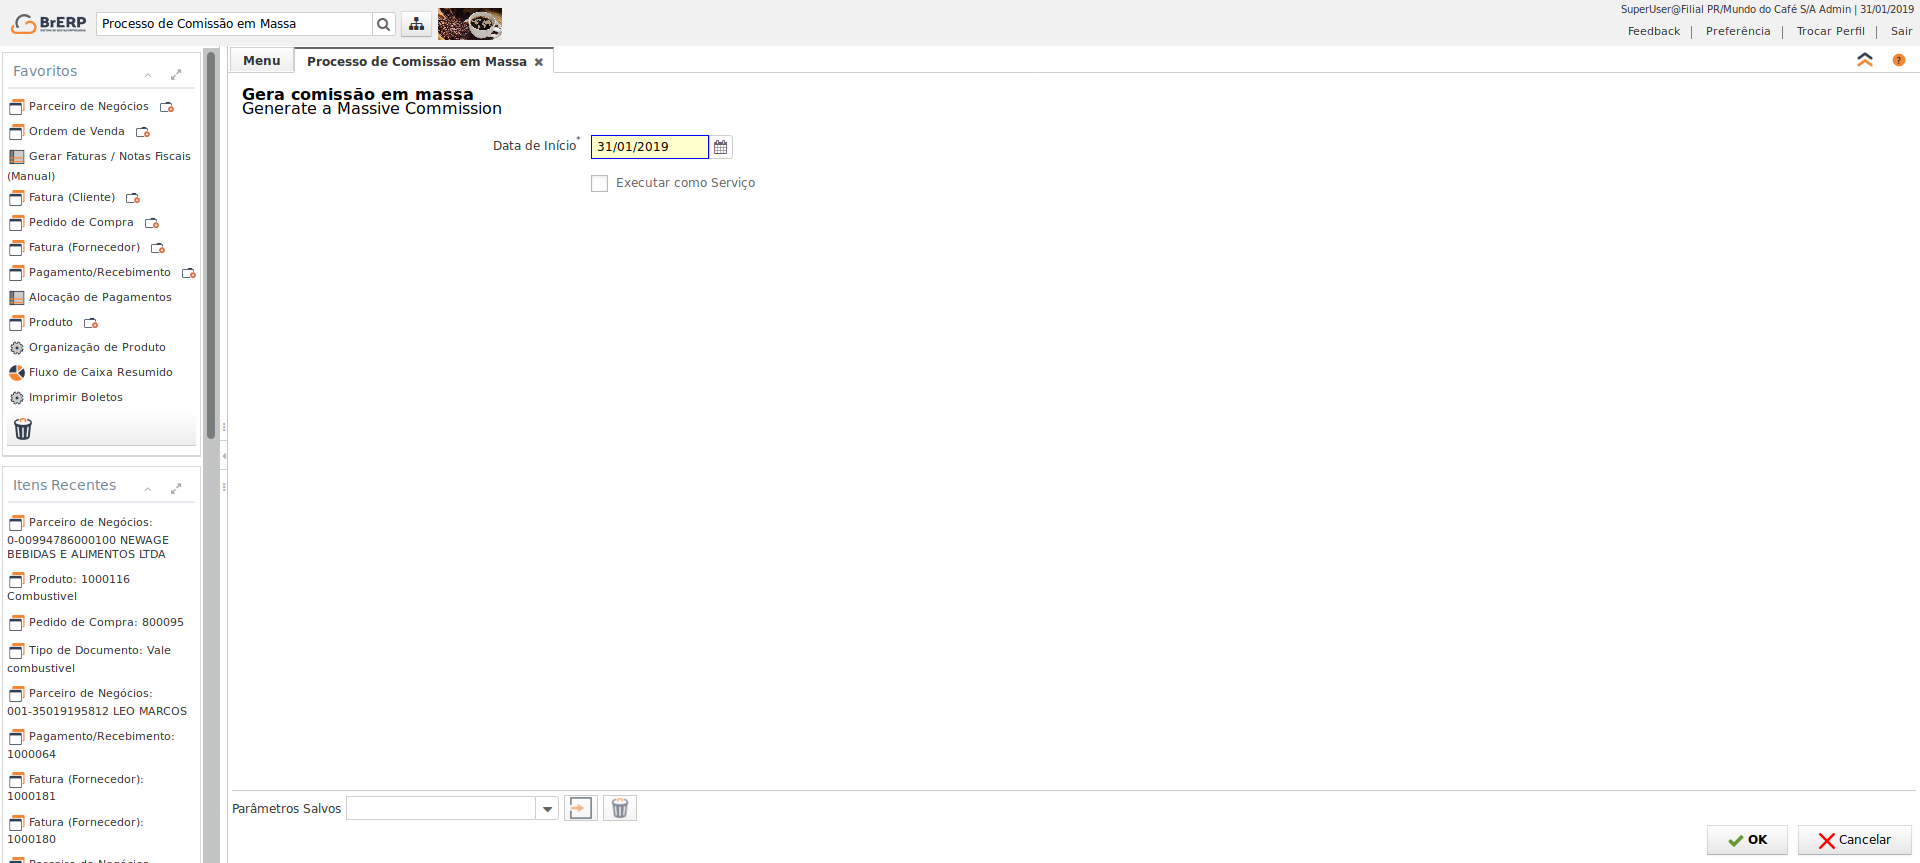 BrERP
Processo de Comissão em Massa
SuperUser@Filial PR/Mundo do Café S/A Admin | 31/01/2019
Feedback | Preferência | Trocar Perfil | Sair
Favoritos
Parceiro de Negócios
Ordem de Venda
Gerar Faturas / Notas Fiscais
(Manual)
Fatura (Cliente)
Pedido de Compra
Fatura (Fornecedor)
Pagamento/Recebimento
Alocação de Pagamentos
Produto
Organização de Produto
Fluxo de Caixa Resumido
Imprimir Boletos
Itens Recentes
Parceiro de Negócios:
0-00994786000100 NEWAGE
BEBIDAS E ALIMENTOS LTDA
Produto: 1000116
Combustivel
Pedido de Compra: 800095
Tipo de Documento: Vale
combustivel
Parceiro de Negócios:
001-35019195812 LEO MARCOS
Pagamento/Recebimento:
1000064
Fatura (Fornecedor):
1000181
Fatura (Fornecedor):
1000180
Parceiro de Negócios
Menu
Processo de Comissão em Massa
Gera comissão em massa
Generate a Massive Commission
Data de Início* 31/01/2019
Executar como Serviço
Parâmetros Salvos
OK
Cancelar